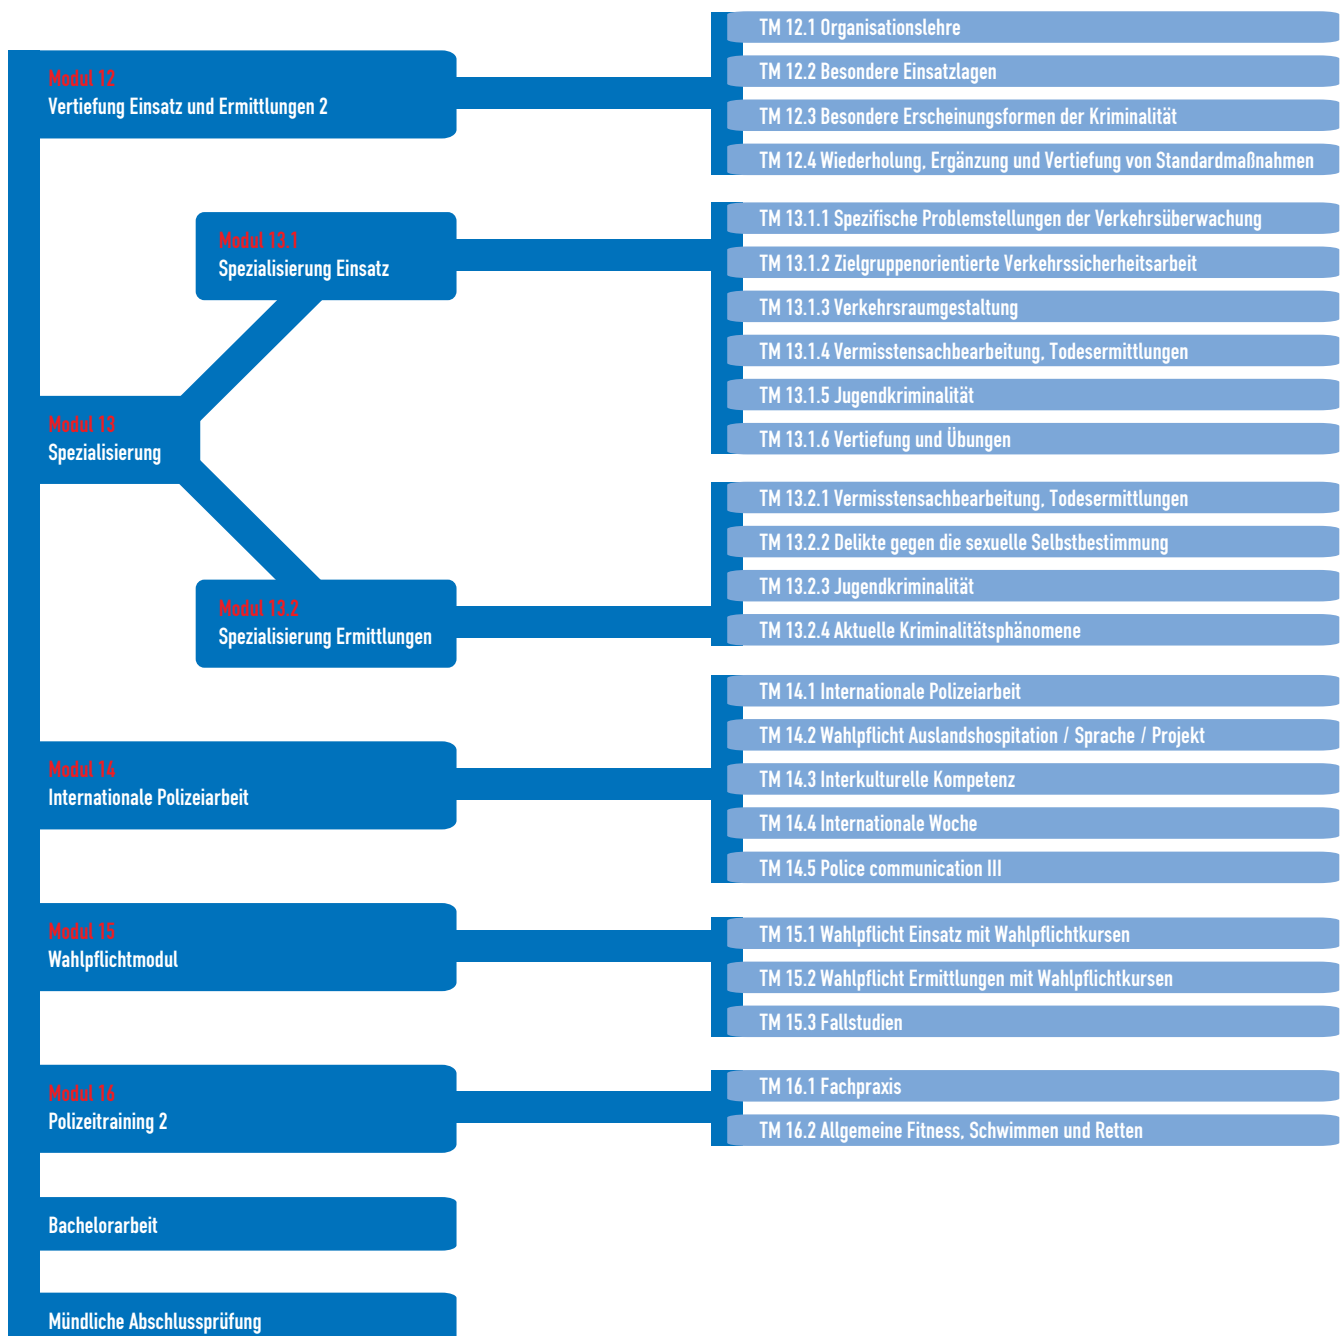 Modul 12
Vertiefung Einsatz und Ermittlungen 2
TM 12.1 Organisationslehre
TM 12.2 Besondere Einsatzlagen
TM 12.3 Besondere Erscheinungsformen der Kriminalität
TM 12.4 Wiederholung, Ergänzung und Vertiefung von Standardmaßnahmen
Modul 13
Spezialisierung
Modul 13.1
Spezialisierung Einsatz
TM 13.1.1 Spezifische Problemstellungen der Verkehrsüberwachung
TM 13.1.2 Zielgruppenorientierte Verkehrssicherheitsarbeit
TM 13.1.3 Verkehrsraumgestaltung
TM 13.1.4 Vermisstensachbearbeitung, Todesermittlungen
TM 13.1.5 Jugendkriminalität
TM 13.1.6 Vertiefung und Übungen
Modul 13.2
Spezialisierung Ermittlungen
TM 13.2.1 Vermisstensachbearbeitung, Todesermittlungen
TM 13.2.2 Delikte gegen die sexuelle Selbstbestimmung
TM 13.2.3 Jugendkriminalität
TM 13.2.4 Aktuelle Kriminalitätsphänomene
Modul 14
Internationale Polizeiarbeit
TM 14.1 Internationale Polizeiarbeit
TM 14.2 Wahlpflicht Auslandshospitation / Sprache / Projekt
TM 14.3 Interkulturelle Kompetenz
TM 14.4 Internationale Woche
TM 14.5 Police communication III
Modul 15
Wahlpflichtmodul
TM 15.1 Wahlpflicht Einsatz mit Wahlpflichtkursen
TM 15.2 Wahlpflicht Ermittlungen mit Wahlpflichtkursen
TM 15.3 Fallstudien
Modul 16
Polizeitraining 2
TM 16.1 Fachpraxis
TM 16.2 Allgemeine Fitness, Schwimmen und Retten
Bachelorarbeit
Mündliche Abschlussprüfung